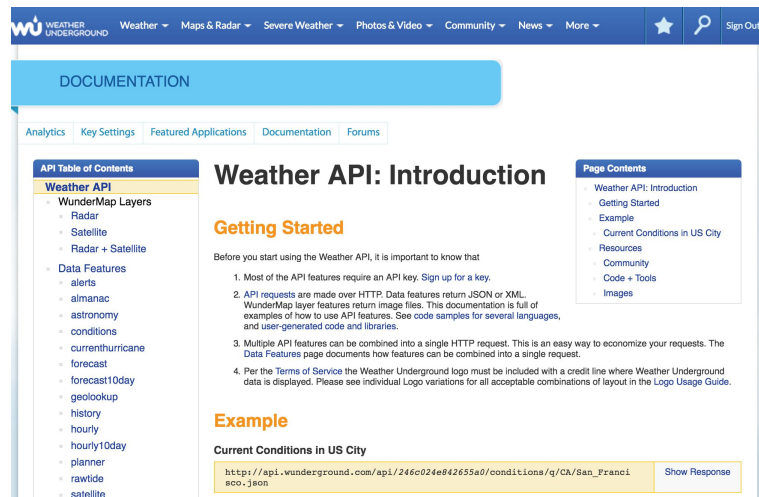 WEATHER
UNDERGROUND
Weather
Maps & Radar
Severe Weather
Photos & Video
Community
News
More
Sign Out
DOCUMENTATION
Analytics
Key Settings
Featured Applications
Documentation
Forums
API Table of Contents
Weather API
WunderMap Layers
Radar
Satellite
Radar + Satellite
Data Features
alerts
almanac
astronomy
conditions
currenthurricane
forecast
forecast10day
geolookup
history
hourly
hourly10day
planner
rawtide
satellite
Weather API: Introduction
Getting Started
Before you start using the Weather API, it is important to know that
1. Most of the API features require an API key. Sign up for a key.
2. API requests are made over HTTP. Data features return JSON or XML.
WunderMap layer features return image files. This documentation is full of
examples of how to use API features. See code samples for several languages,
and user-generated code and libraries.
3. Multiple API features can be combined into a single HTTP request. This is an easy way to economize your requests. The
Data Features page documents how features can be combined into a single request.
4. Per the Terms of Service the Weather Underground logo must be included with a credit line where Weather Underground
data is displayed. Please see individual Logo variations for all acceptable combinations of layout in the Logo Usage Guide.
Example
Current Conditions in US City
http://api.wunderground.com/api/246c024e842655a0/conditions/q/CA/San_Franci
sco.json
Show Response
Page Contents
Weather API: Introduction
Getting Started
Example
Current Conditions in US City
Resources
Community
Code + Tools
Images